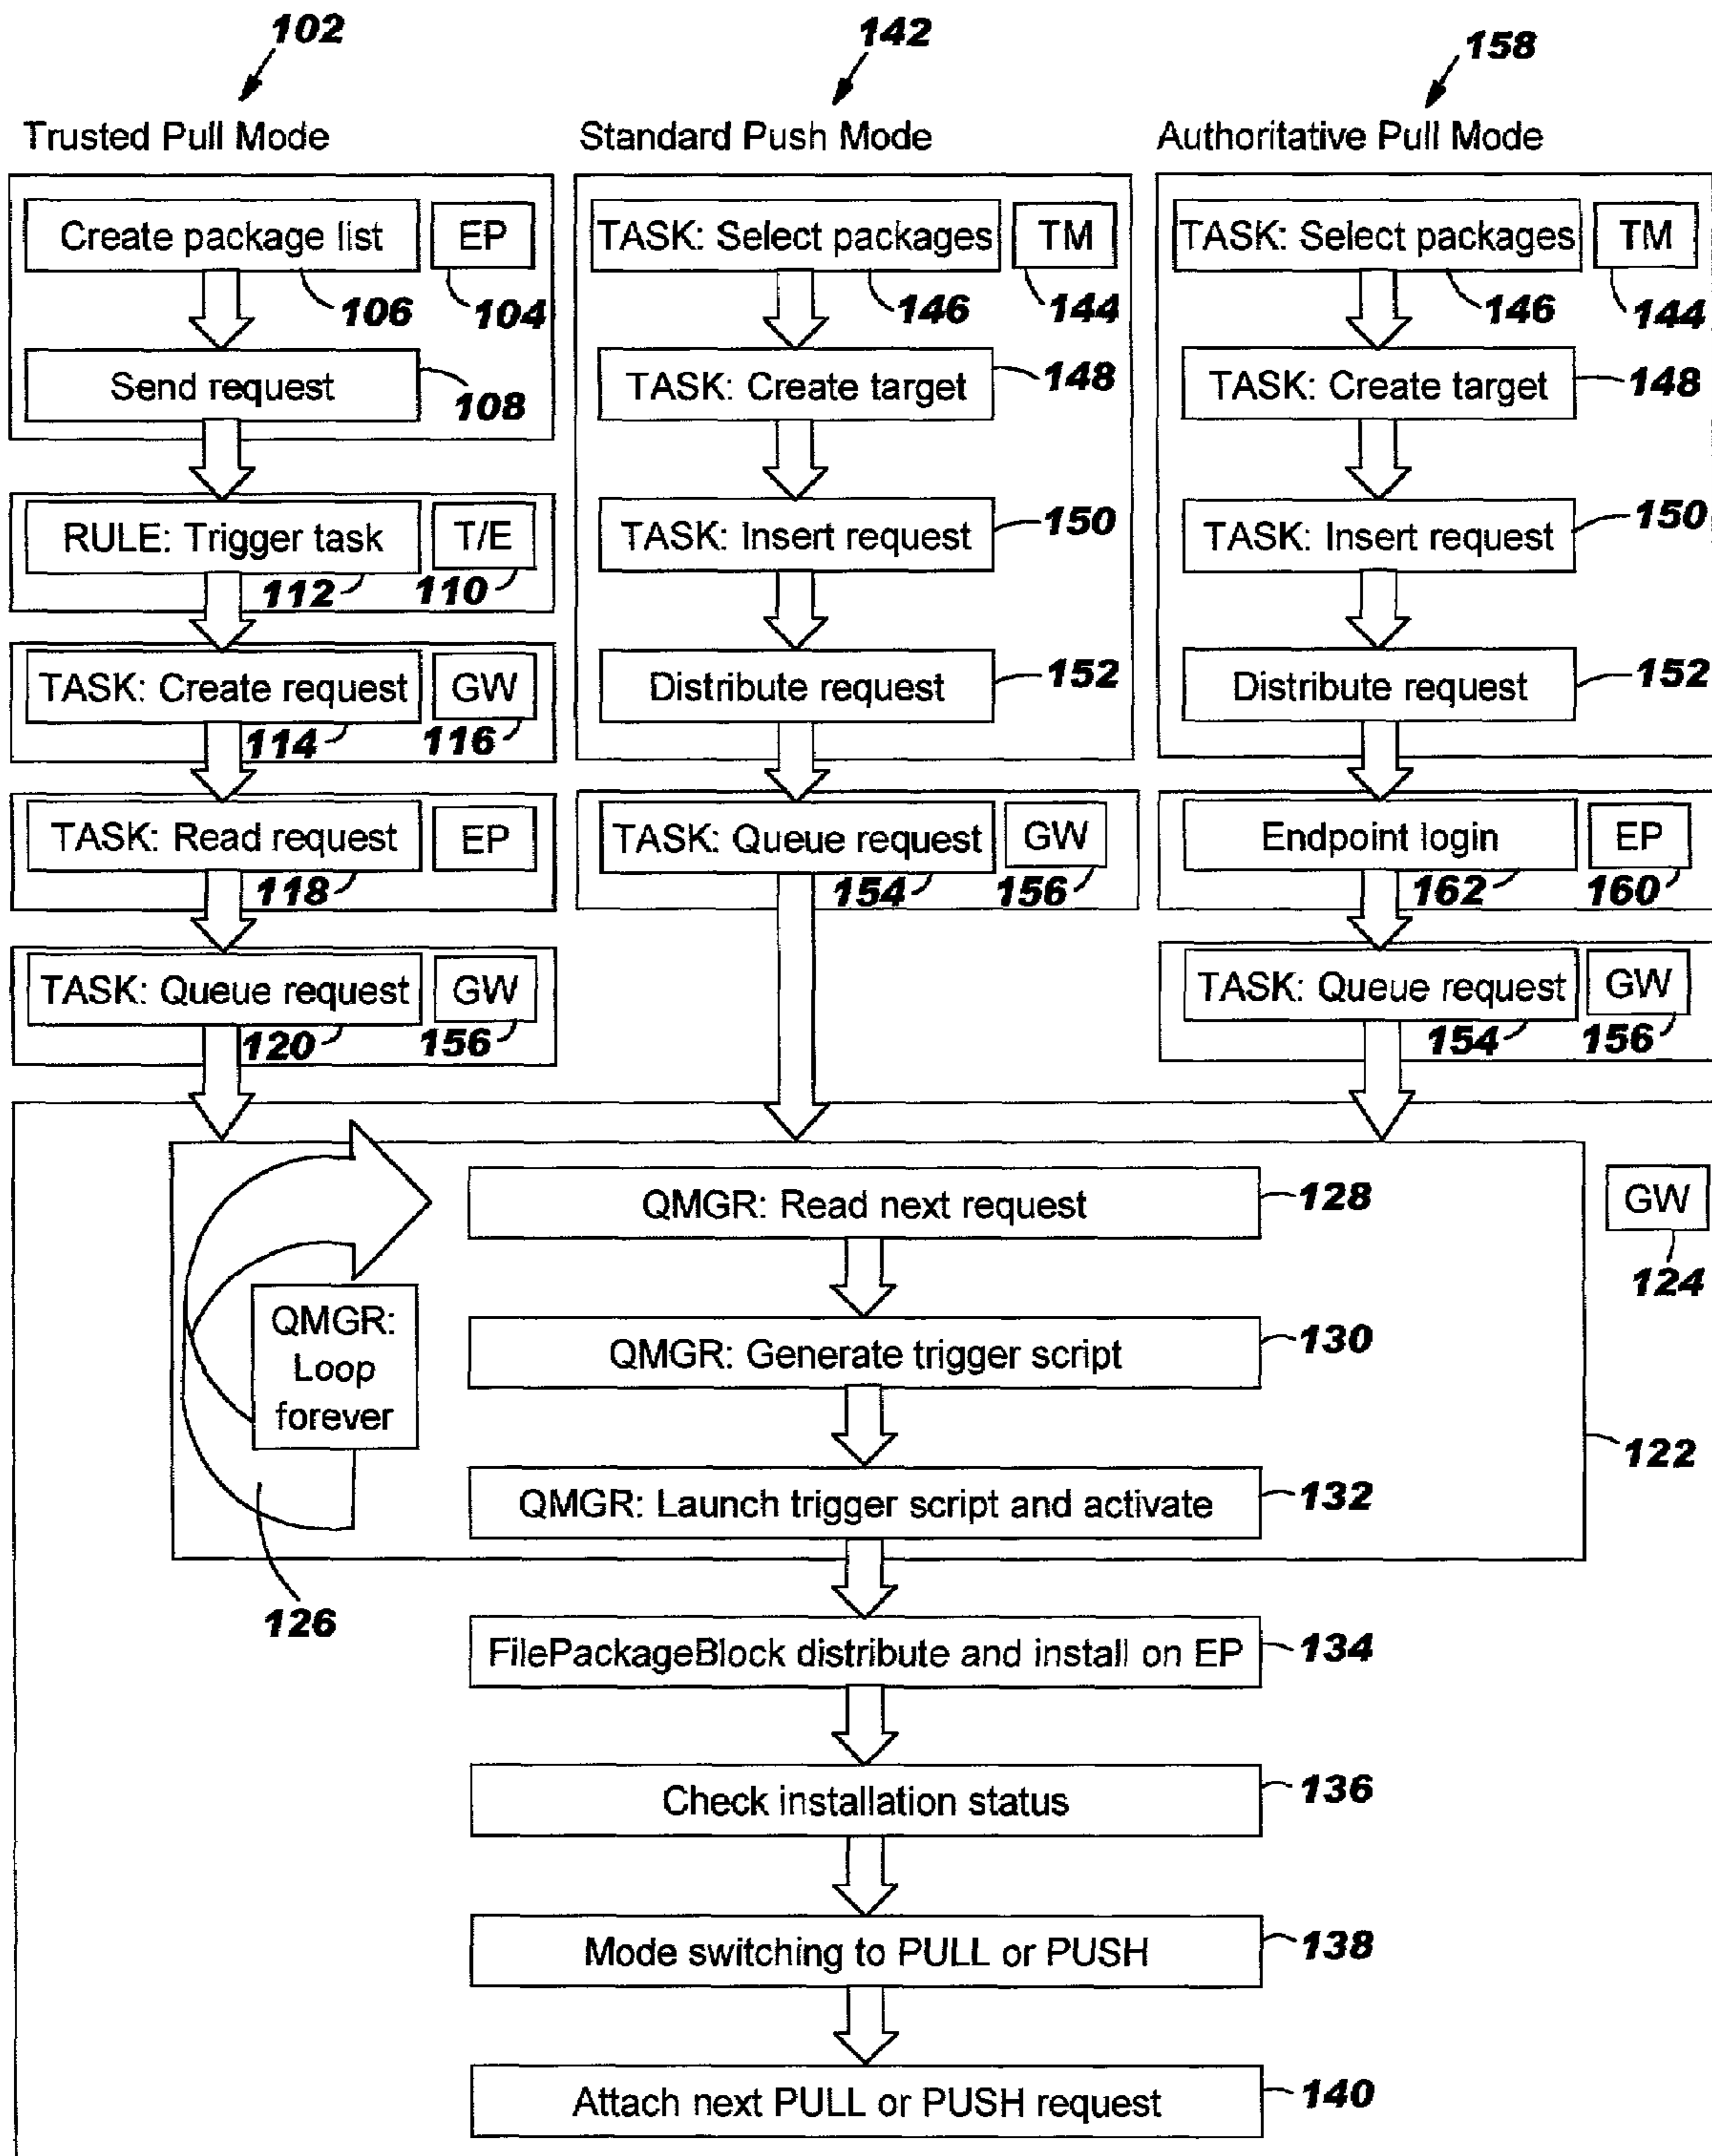 102
142
158
Trusted Pull Mode
Standard Push Mode
Authoritative Pull Mode
Create package list
EP
106
104
Send request
108
RULE: Trigger task
T/E
112
110
TASK: Create request
GW
114
116
TASK: Read request
EP
118
TASK: Queue request
GW
120
156
TASK: Select packages
TM
146
144
TASK: Create target
148
TASK: Insert request
150
Distribute request
152
TASK: Queue request
GW
154
156
TASK: Select packages
TM
146
144
TASK: Create target
148
TASK: Insert request
150
Distribute request
152
Endpoint login
EP
162
160
TASK: Queue request
GW
154
156
QMGR: Read next request
128
GW
124
QMGR:
Loop
forever
126
QMGR: Generate trigger script
130
122
QMGR: Launch trigger script and activate
132
FilePackageBlock distribute and install on EP
134
Check installation status
136
Mode switching to PULL or PUSH
138
Attach next PULL or PUSH request
140